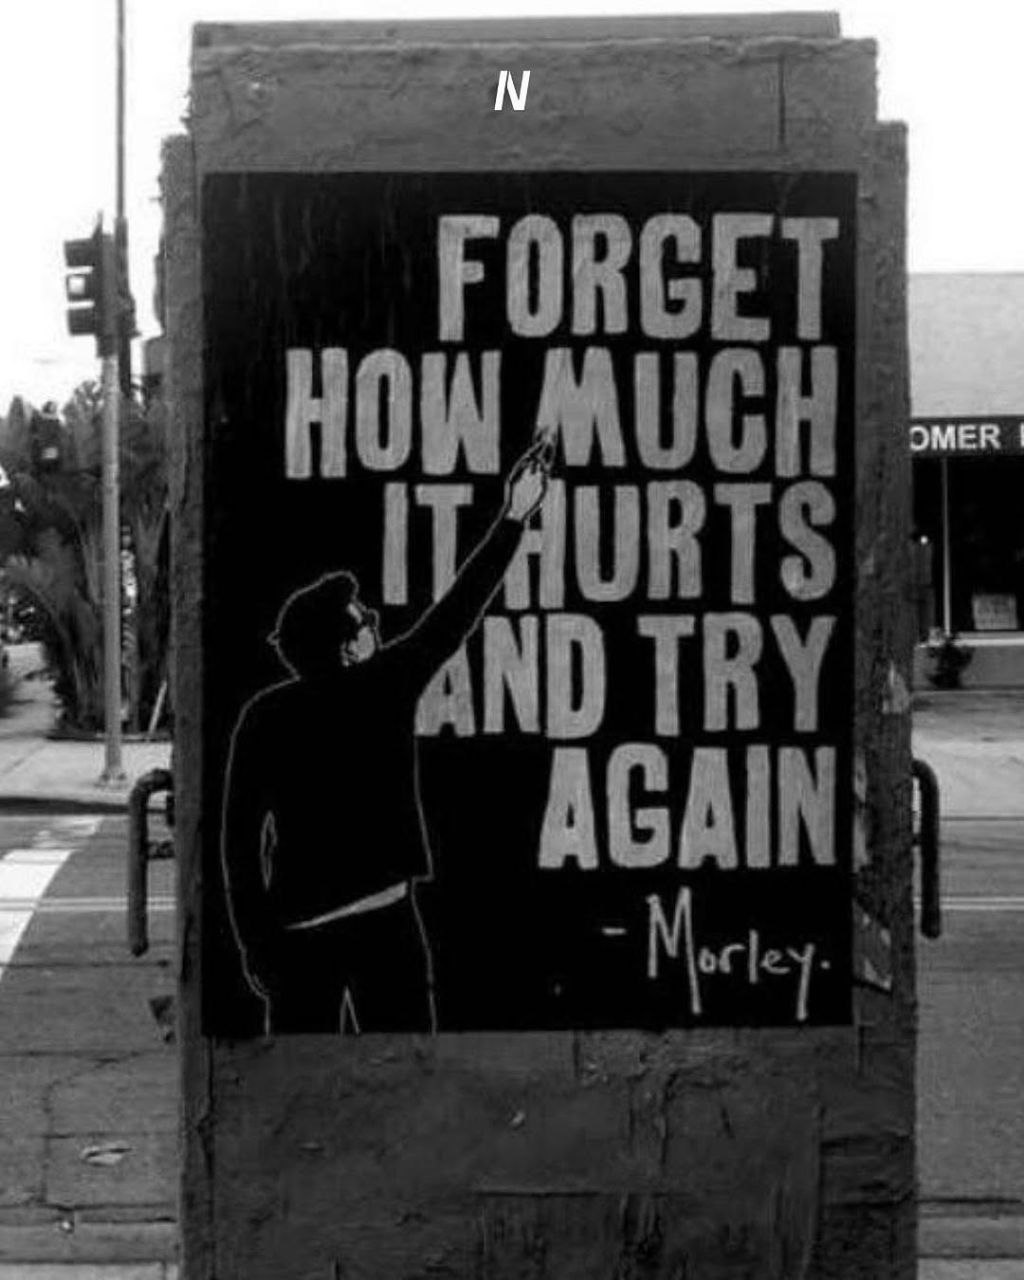 N
FORGET
HOW MUCH
IT HURTS
AND TRY
AGAIN
- Morley.
OMER